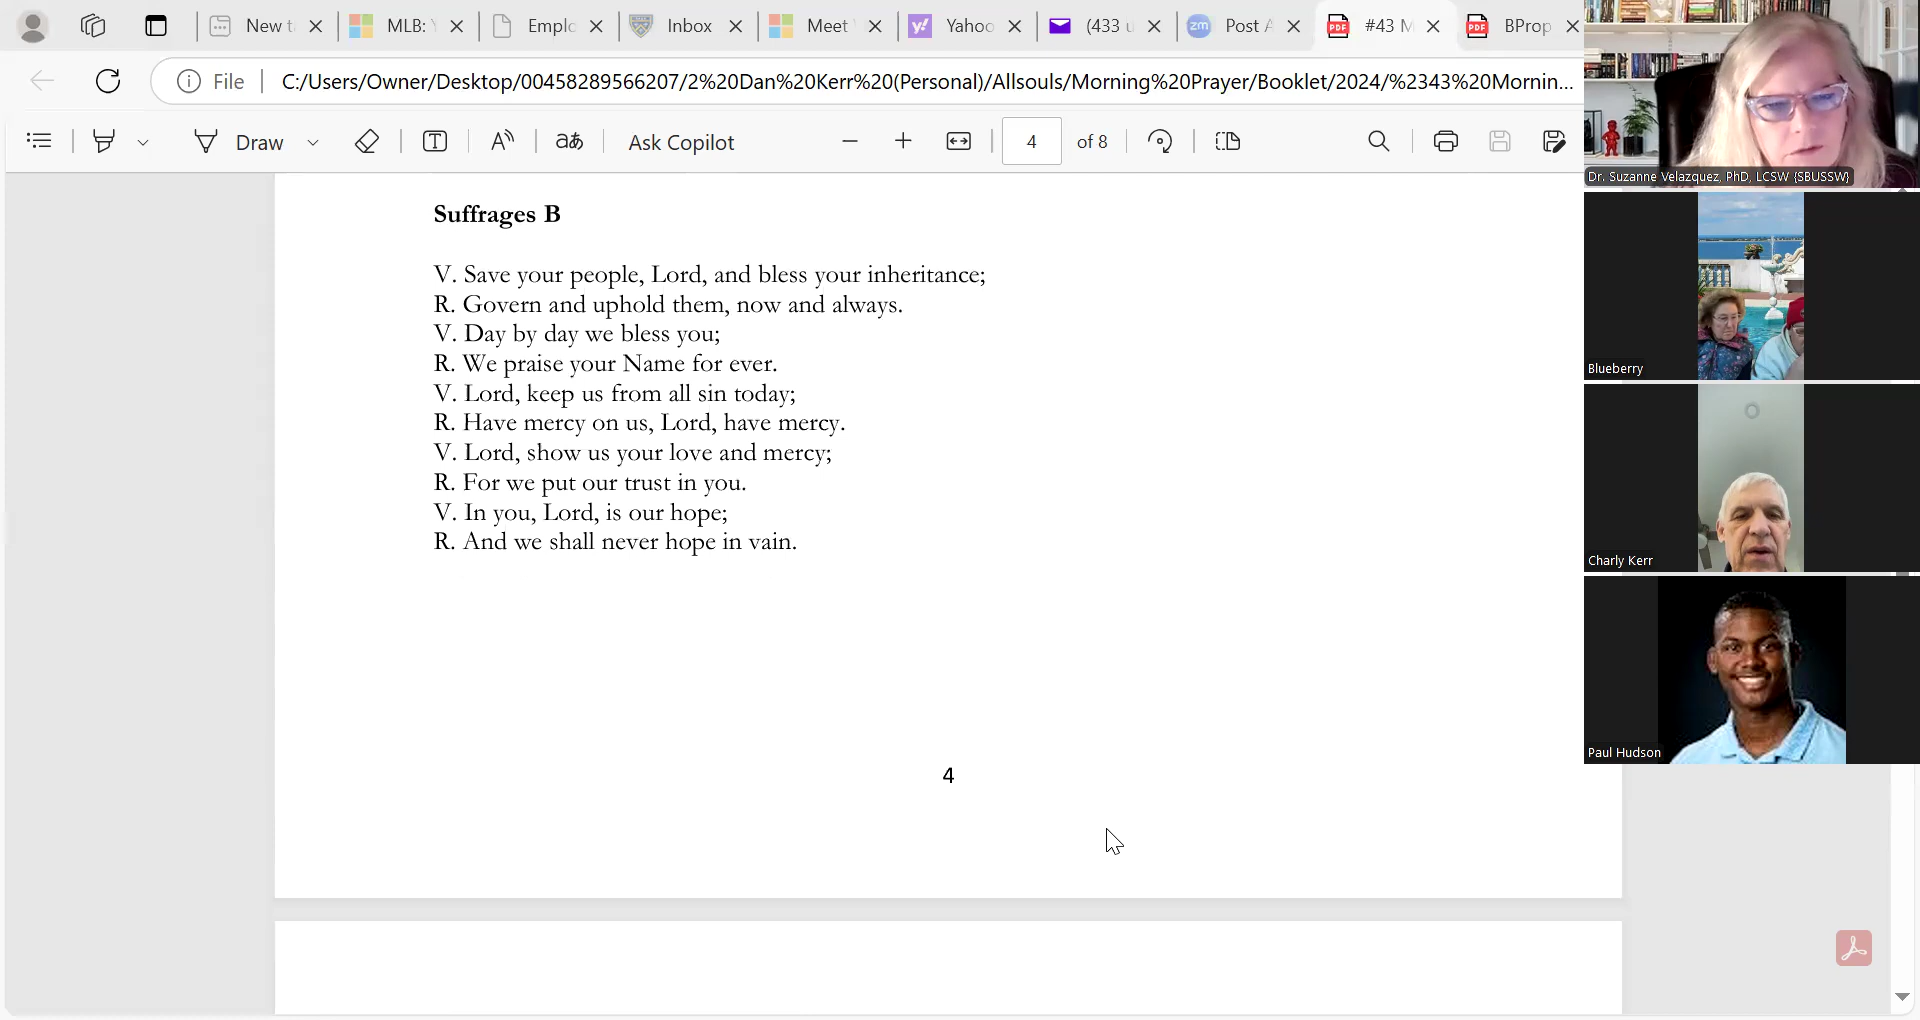 New t
MLB: Y
Emplo
Inbox
Meet
Yahoo
(433 u
zm
Post A
PDF
#43 M
PDF
BProp
File
C:/Users/Owner/Desktop/00458289566207/2%20Dan%20Kerr%20(Personal)/Allsouls/Morning%20Prayer/Booklet/2024/%2343%20Mornin...
Draw
Ask Copilot
4
of 8
Dr. Suzanne Velazquez, PhD, LCSW {SBUSSW}
Blueberry
Charly Kerr
Paul Hudson
Suffrages B
V. Save your people, Lord, and bless your inheritance;
R. Govern and uphold them, now and always.
V. Day by day we bless you;
R. We praise your Name for ever.
V. Lord, keep us from all sin today;
R. Have mercy on us, Lord, have mercy.
V. Lord, show us your love and mercy;
R. For we put our trust in you.
V. In you, Lord, is our hope;
R. And we shall never hope in vain.
4